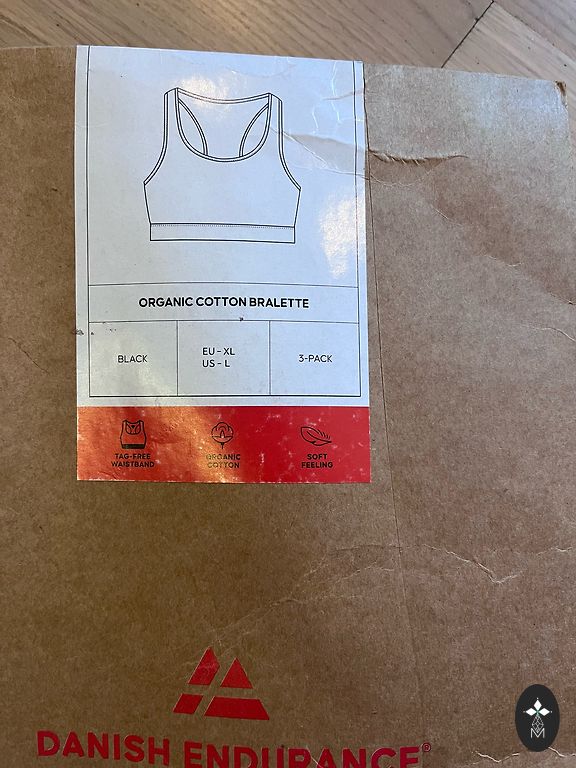 ORGANIC COTTON BRALETTE
BLACK
EU - XL
US - L
3-PACK
TAG-FREE
WAISTBAND
ORGANIC
COTTON
SOFT
FEELING
DANISH ENDURANCE®
M